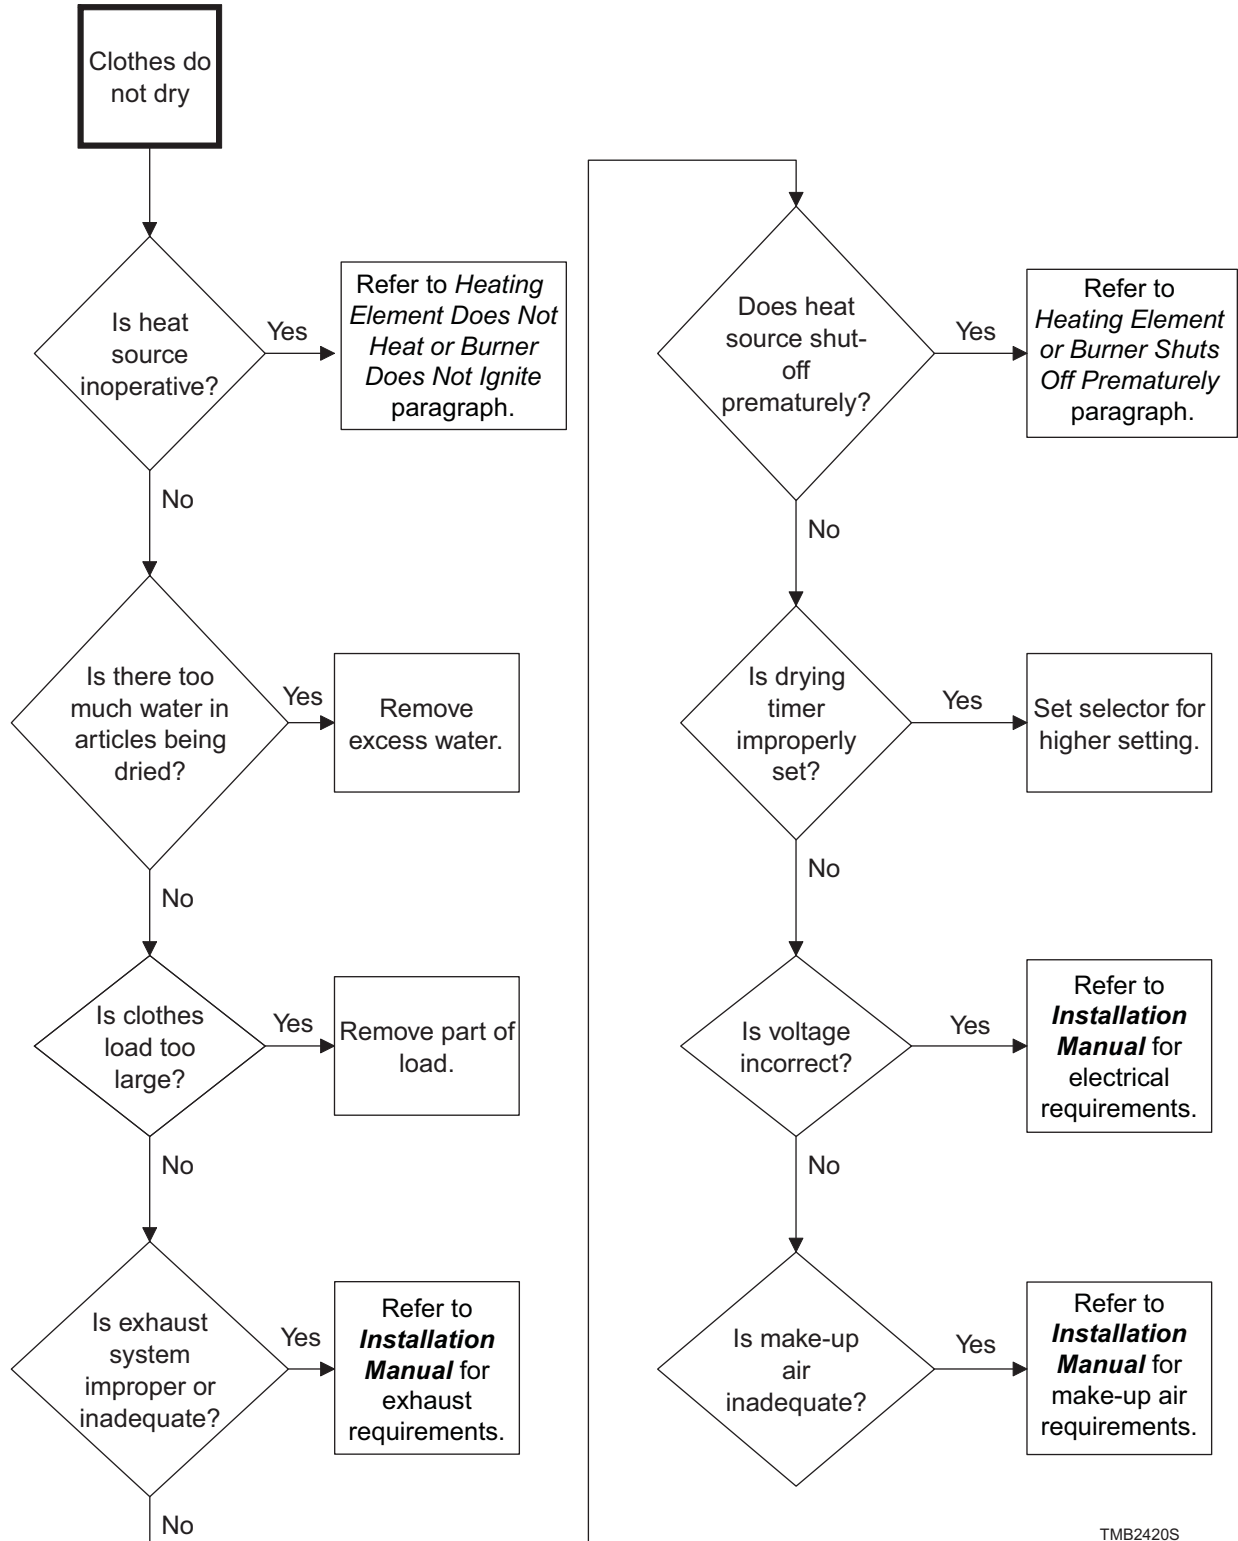 Clothes do
not dry
Is heat
source
inoperative?
Yes
Refer to Heating
Element Does Not
Heat or Burner
Does Not Ignite
paragraph.
No
Is there too
much water in
articles being
dried?
Yes
Remove
excess water.
No
Is clothes
load too
large?
Yes
Remove part of
load.
No
Is exhaust
system
improper or
inadequate?
Yes
Refer to
Installation
Manual for
exhaust
requirements.
No
Does heat
source shut-
off
prematurely?
Yes
Refer to
Heating Element
or Burner Shuts
Off Prematurely
paragraph.
No
Is drying
timer
improperly
set?
Yes
Set selector for
higher setting.
No
Is voltage
incorrect?
Yes
Refer to
Installation
Manual for
electrical
requirements.
No
Is make-up
air
inadequate?
Yes
Refer to
Installation
Manual for
make-up air
requirements.
TMB2420S